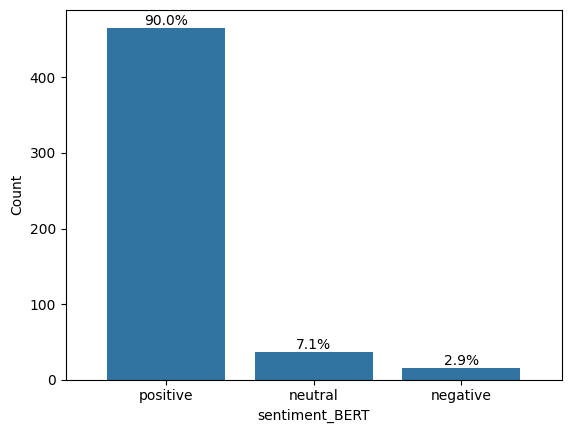 90.0%
400
300
Count
200
100
7.1%
2.9%
0
positive neutral negative
sentiment_BERT